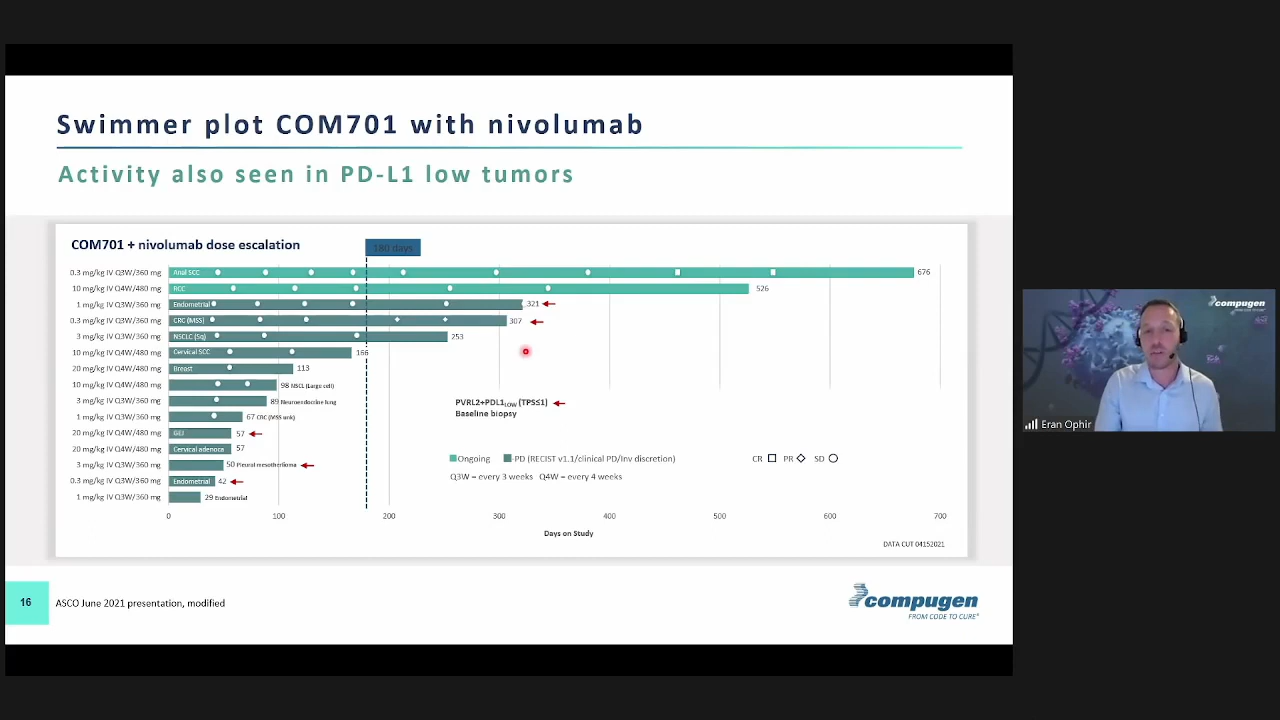 Swimmer plot COM701 with nivolumab
Activity also seen in PD-L1 low tumors
COM701 + nivolumab dose escalation
180 days
0.3 mg/kg IV Q3W/360 mg Anal SCC 676
10 mg/kg IV Q4W/480 mg RCC 526
1 mg/kg IV Q3W/360 mg Endometrial 321
0.3 mg/kg IV Q3W/360 mg CRC (MSS) 307
3 mg/kg IV Q3W/360 mg NSCLC (Sq) 253
10 mg/kg IV Q4W/480 mg Cervical SCC 166
20 mg/kg IV Q4W/480 mg Breast 113
10 mg/kg IV Q4W/480 mg 98 NSCL (Large cell)
3 mg/kg IV Q3W/360 mg 89 Neuroendocrine lung
1 mg/kg IV Q3W/360 mg 67 CRC (MSS unk)
20 mg/kg IV Q4W/480 mg GEJ 57
20 mg/kg IV Q4W/480 mg Cervical adenoca 57
3 mg/kg IV Q3W/360 mg 50 Pleural mesothelioma
0.3 mg/kg IV Q3W/360 mg Endometrial 42
1 mg/kg IV Q3W/360 mg 29 Endometrial
PVRL2+PDL1LOW (TPS≤1)
Baseline biopsy
Ongoing PD (RECIST v1.1/clinical PD/Inv discretion) CR PR SD
Q3W = every 3 weeks Q4W = every 4 weeks
0 100 200 300 400 500 600 700
Days on Study
DATA CUT 04152021
16 ASCO June 2021 presentation, modified
compugen
FROM CODE TO CURE®
compugen
Eran Ophir